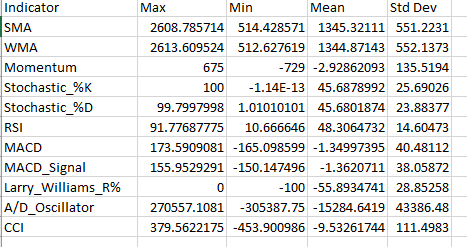 Indicator Max Min Mean Std Dev
SMA 2608.785714 514.428571 1345.32111 551.2231
WMA 2613.609524 512.627619 1344.87143 552.1373
Momentum 675 -729 -2.92862093 135.5194
Stochastic_%K 100 -1.14E-13 45.6878992 25.69026
Stochastic_%D 99.7997998 1.01010101 45.6801874 23.88377
RSI 91.77687775 10.666646 48.3064732 14.60473
MACD 173.5909081 -165.098599 -1.34997395 40.48112
MACD_Signal 155.9529291 -150.147496 -1.3620711 38.05872
Larry_Williams_R% 0 -100 -55.8934741 28.85258
A/D_Oscillator 270557.1081 -305387.75 -15284.6419 43386.48
CCI 379.5622175 -453.900986 -9.53261744 111.4983